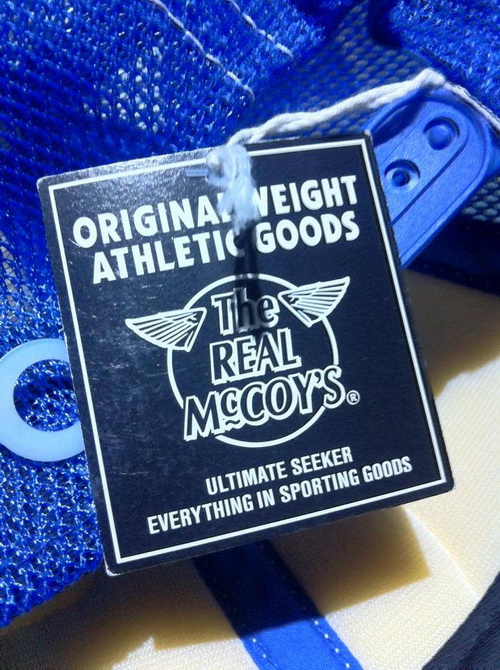 ORIGINAL WEIGHT
ATHLETIC GOODS
The
REAL
McCOY'S®
ULTIMATE SEEKER
EVERYTHING IN SPORTING GOODS